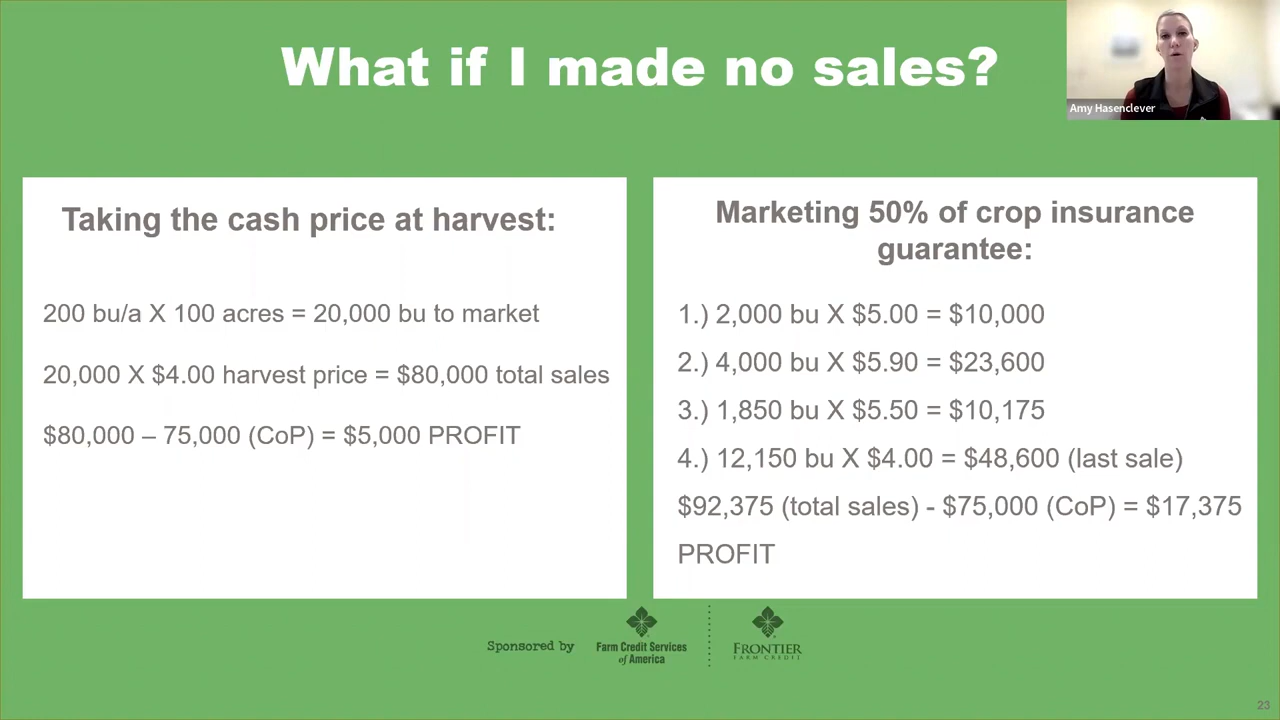 What if I made no sales?
Amy Hasenclever
Taking the cash price at harvest:
200 bu/a X 100 acres = 20,000 bu to market
20,000 X $4.00 harvest price = $80,000 total sales
$80,000 – 75,000 (CoP) = $5,000 PROFIT
Marketing 50% of crop insurance
guarantee:
1.) 2,000 bu X $5.00 = $10,000
2.) 4,000 bu X $5.90 = $23,600
3.) 1,850 bu X $5.50 = $10,175
4.) 12,150 bu X $4.00 = $48,600 (last sale)
$92,375 (total sales) - $75,000 (CoP) = $17,375
PROFIT
Sponsored by
Farm Credit Services
of America
FRONTIER
FARM CREDIT
23